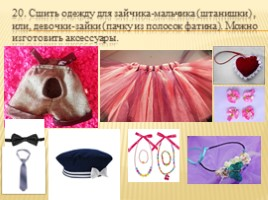 20. Сшить одежду для зайчика-мальчика (штанишки),
или, девочки-зайки (пачку из полосок фатина). Можно
изготовить аксессуары.